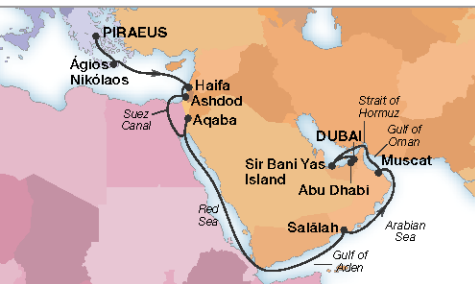 PIRAEUS
Ágios
Nikólaos
Haifa
Ashdod
Suez
Canal
Aqaba
Strait of
Hormuz
DUBAI
Gulf of
Oman
Sir Bani Yas
Island
Muscat
Abu Dhabi
Red
Sea
Salālah
Arabian
Sea
Gulf of
Aden